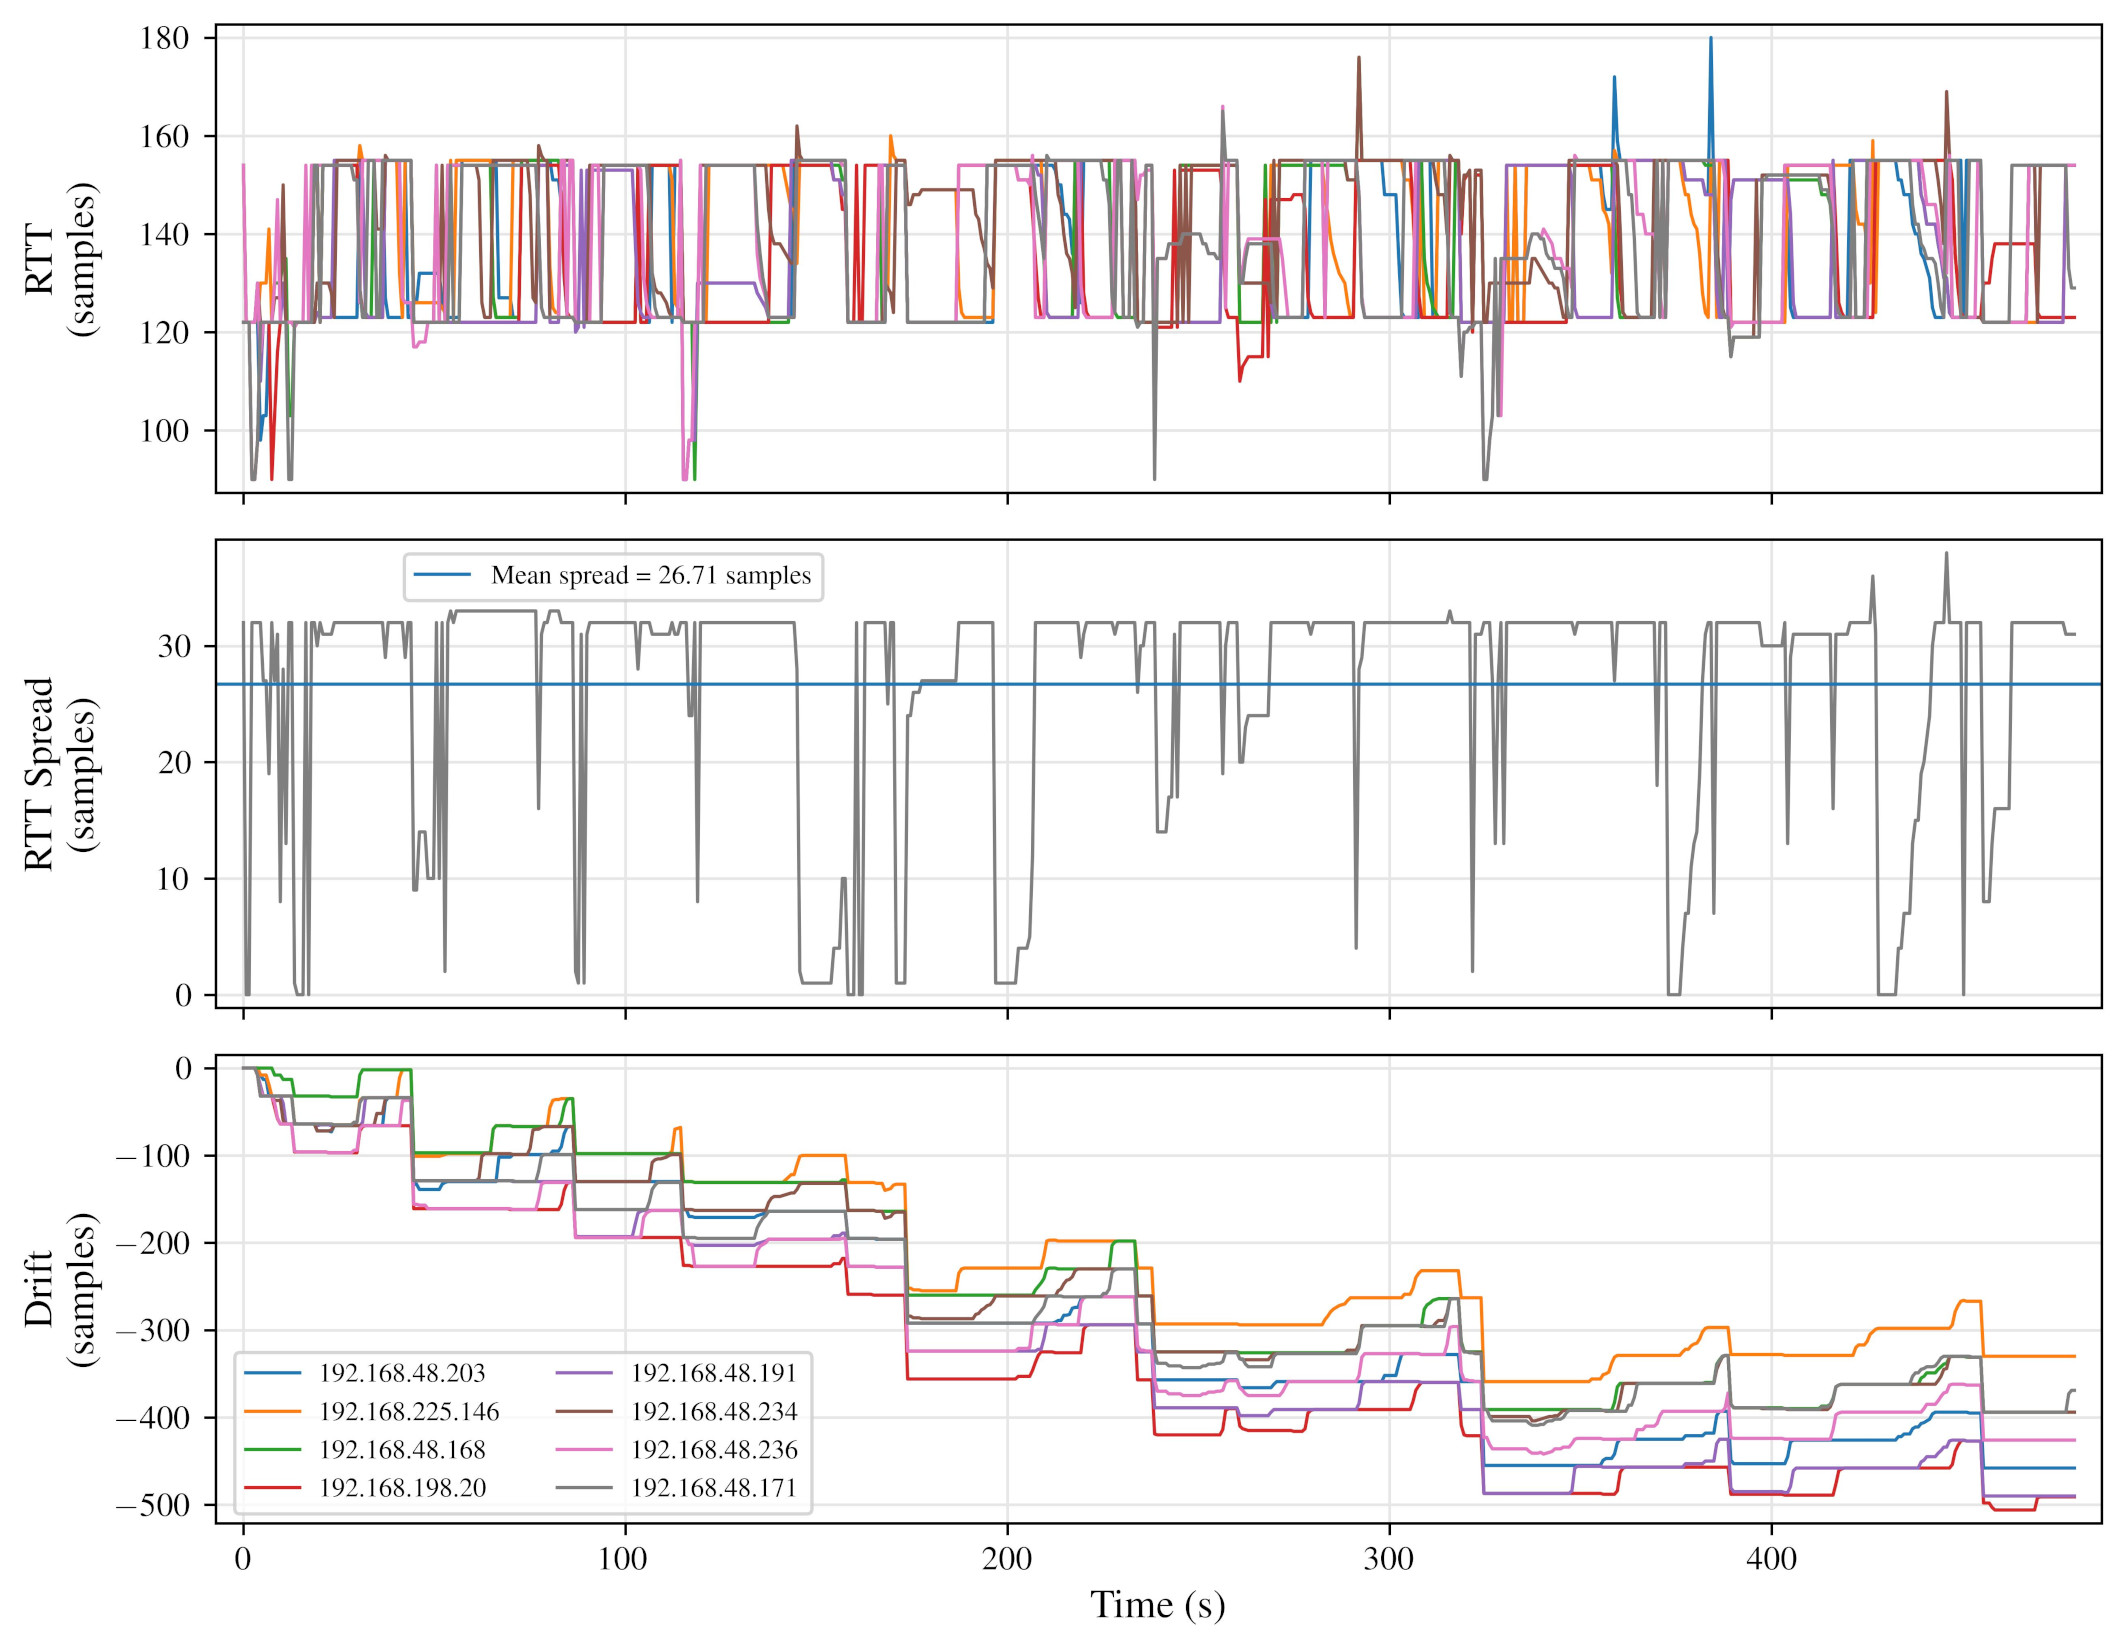 180
160
140
120
100
RTT
(samples)
Mean spread = 26.71 samples
30
20
10
0
RTT Spread
(samples)
0
−100
−200
−300
−400
−500
Drift
(samples)
192.168.48.203
192.168.225.146
192.168.48.168
192.168.198.20
192.168.48.191
192.168.48.234
192.168.48.236
192.168.48.171
0 100 200 300 400
Time (s)